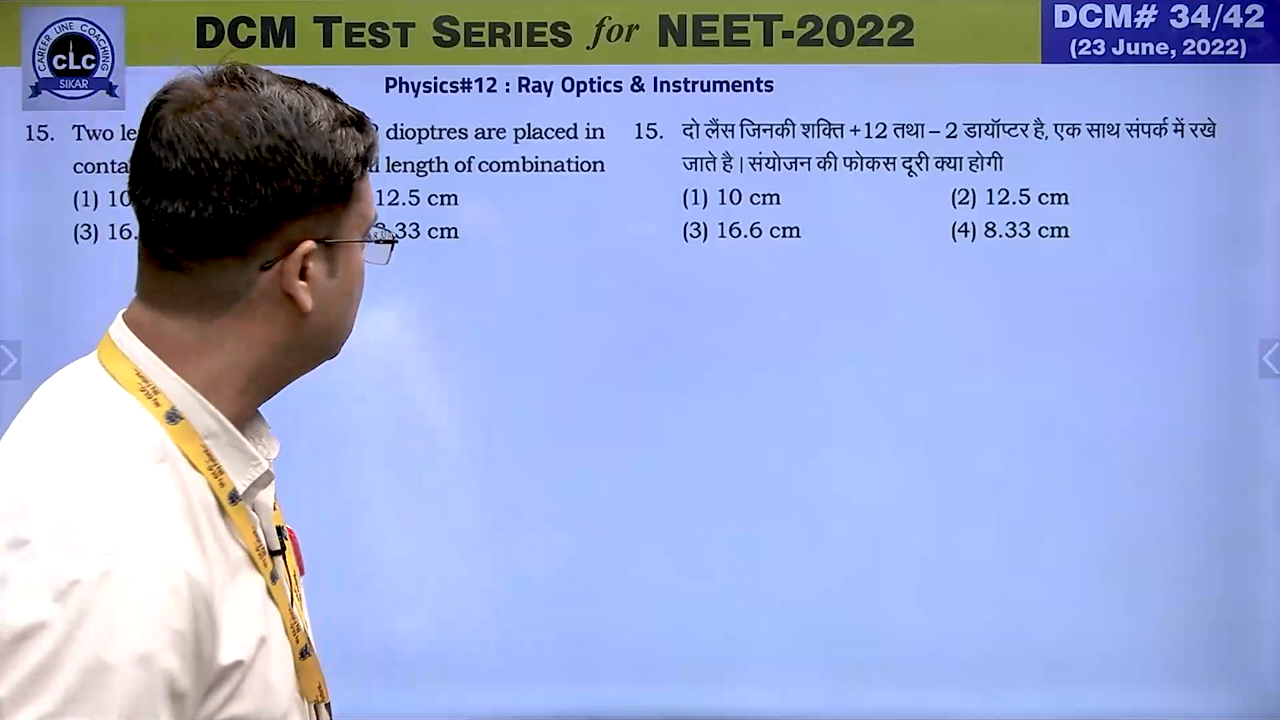 DCM TEST SERIES for NEET-2022
DCM# 34/42
(23 June, 2022)
CAREER LINE COACHING
CLC
SIKAR
Physics#12 : Ray Optics & Instruments
15. Two dioptres are placed in
length of combination
(1) 10 12.5 cm
(3) 16. .33 cm
15. दो लैंस जिनकी शक्ति +12 तथा – 2 डायॉप्टर है, एक साथ संपर्क में रखे
जाते है | संयोजन की फोकस दूरी क्या होगी
(1) 10 cm (2) 12.5 cm
(3) 16.6 cm (4) 8.33 cm